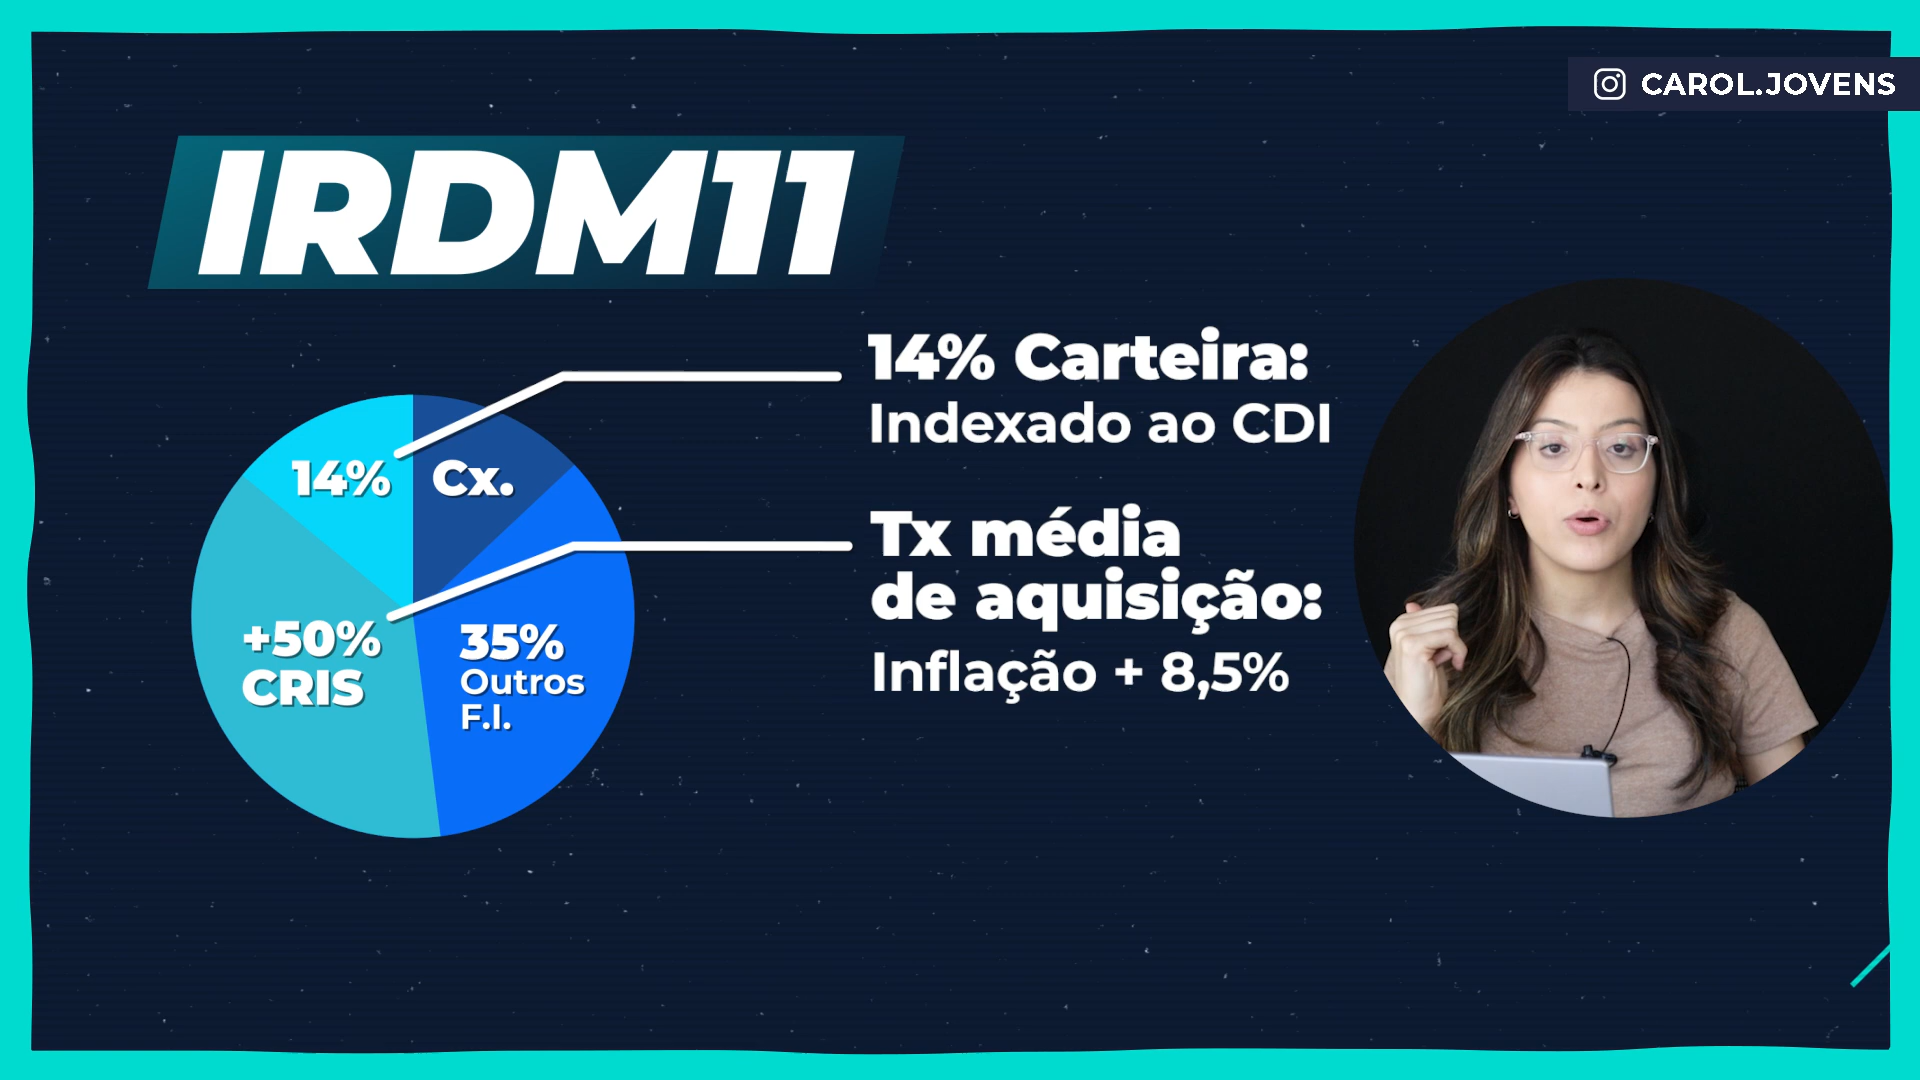 CAROL.JOVENS
IRDM11
14% Carteira:
Indexado ao CDI
14%
Cx.
Tx média
de aquisição:
Inflação + 8,5%
+50%
CRIS
35%
Outros
F.I.